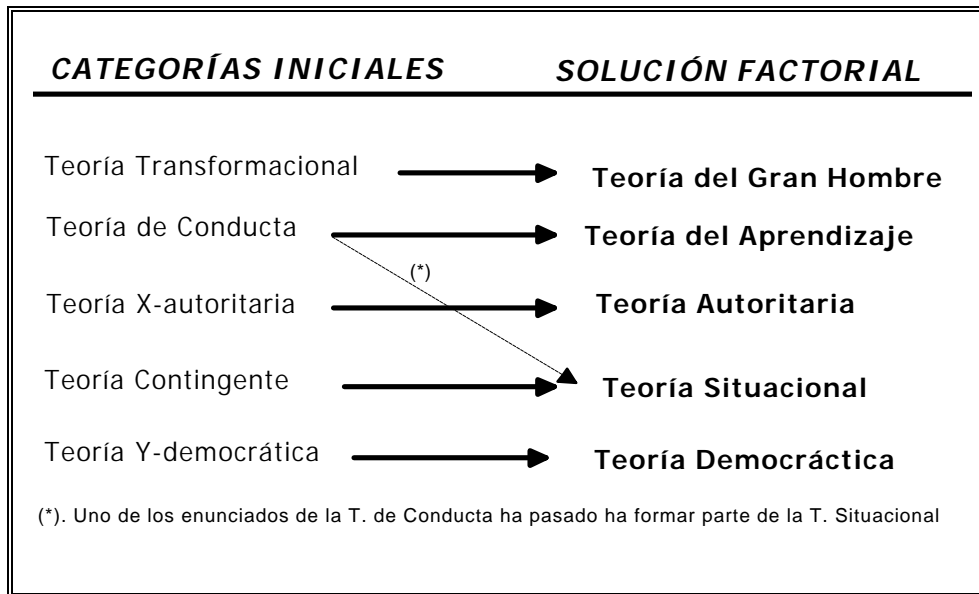 CATEGORÍAS INICIALES SOLUCIÓN FACTORIAL
Teoría Transformacional Teoría del Gran Hombre
Teoría de Conducta Teoría del Aprendizaje
(*)
Teoría X-autoritaria Teoría Autoritaria
Teoría Contingente Teoría Situacional
Teoría Y-democrática Teoría Democráctica
(*). Uno de los enunciados de la T. de Conducta ha pasado ha formar parte de la T. Situacional